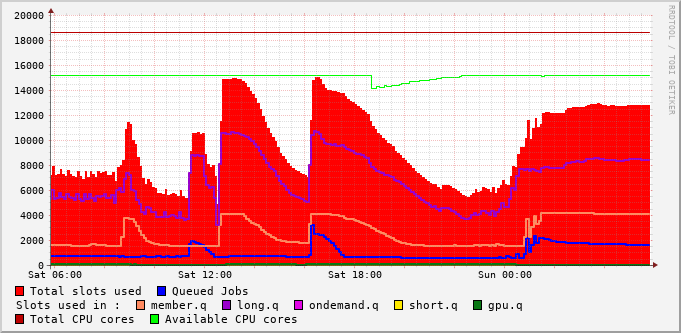 20000
18000
16000
14000
12000
10000
8000
6000
4000
2000
0
Sat 06:00 Sat 12:00 Sat 18:00 Sun 00:00
Total slots used Queued Jobs
Slots used in : member.q long.q ondemand.q short.q gpu.q
Total CPU cores Available CPU cores
RRDTOOL / TOBI OETIKER